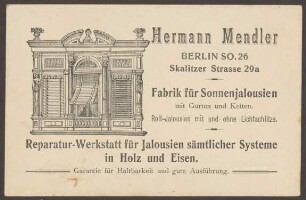 Hermann Mendler
BERLIN SO. 26
Skalitzer Strasse 29a
Fabrik für Sonnenjalousien
mit Gurten und Ketten.
Roll-Jalousien mit und ohne Lichtschlitze.
Reparatur-Werkstatt für Jalousien sämtlicher Systeme
in Holz und Eisen.
Garantie für Haltbarkeit und gute Ausführung.